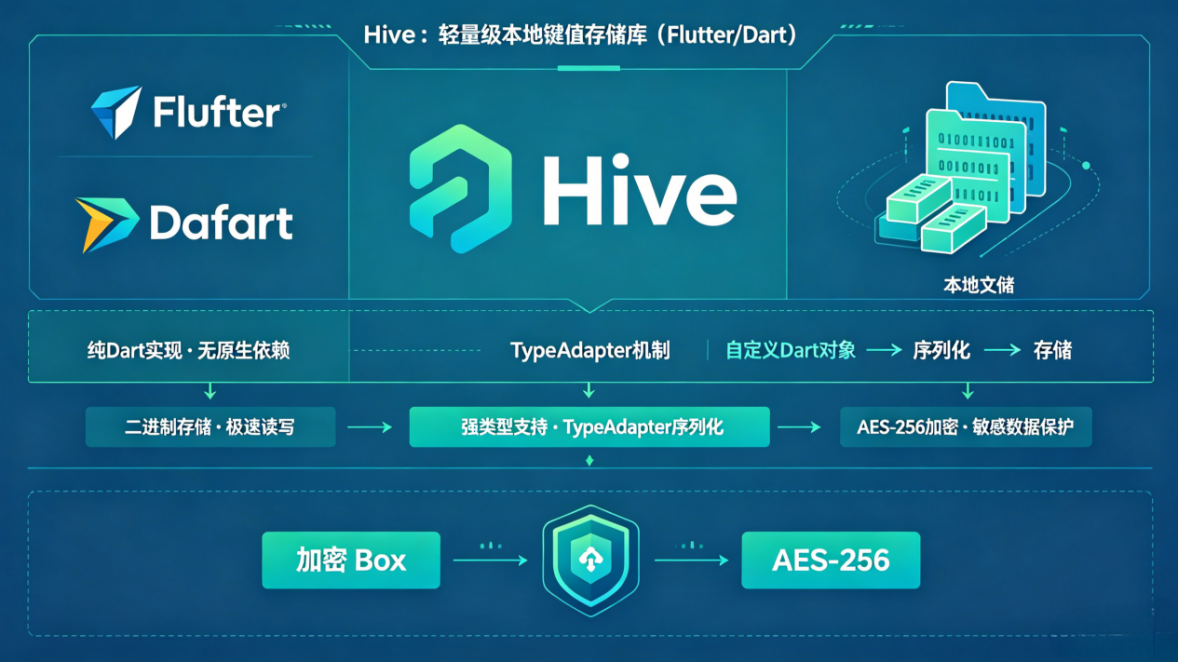 Hive：轻量级本地键值存储库（Flutter/Dart）
Flufter
Dafart
Hive
0100111001
00101011
111011
本地文储
纯Dart实现·无原生依赖
TypeAdapter机制
自定义Dart对象
序列化
存储
二进制存储·极速读写
强类型支持·TypeAdapter序列化
AES-256加密·敏感数据保护
加密 Box
AES-256